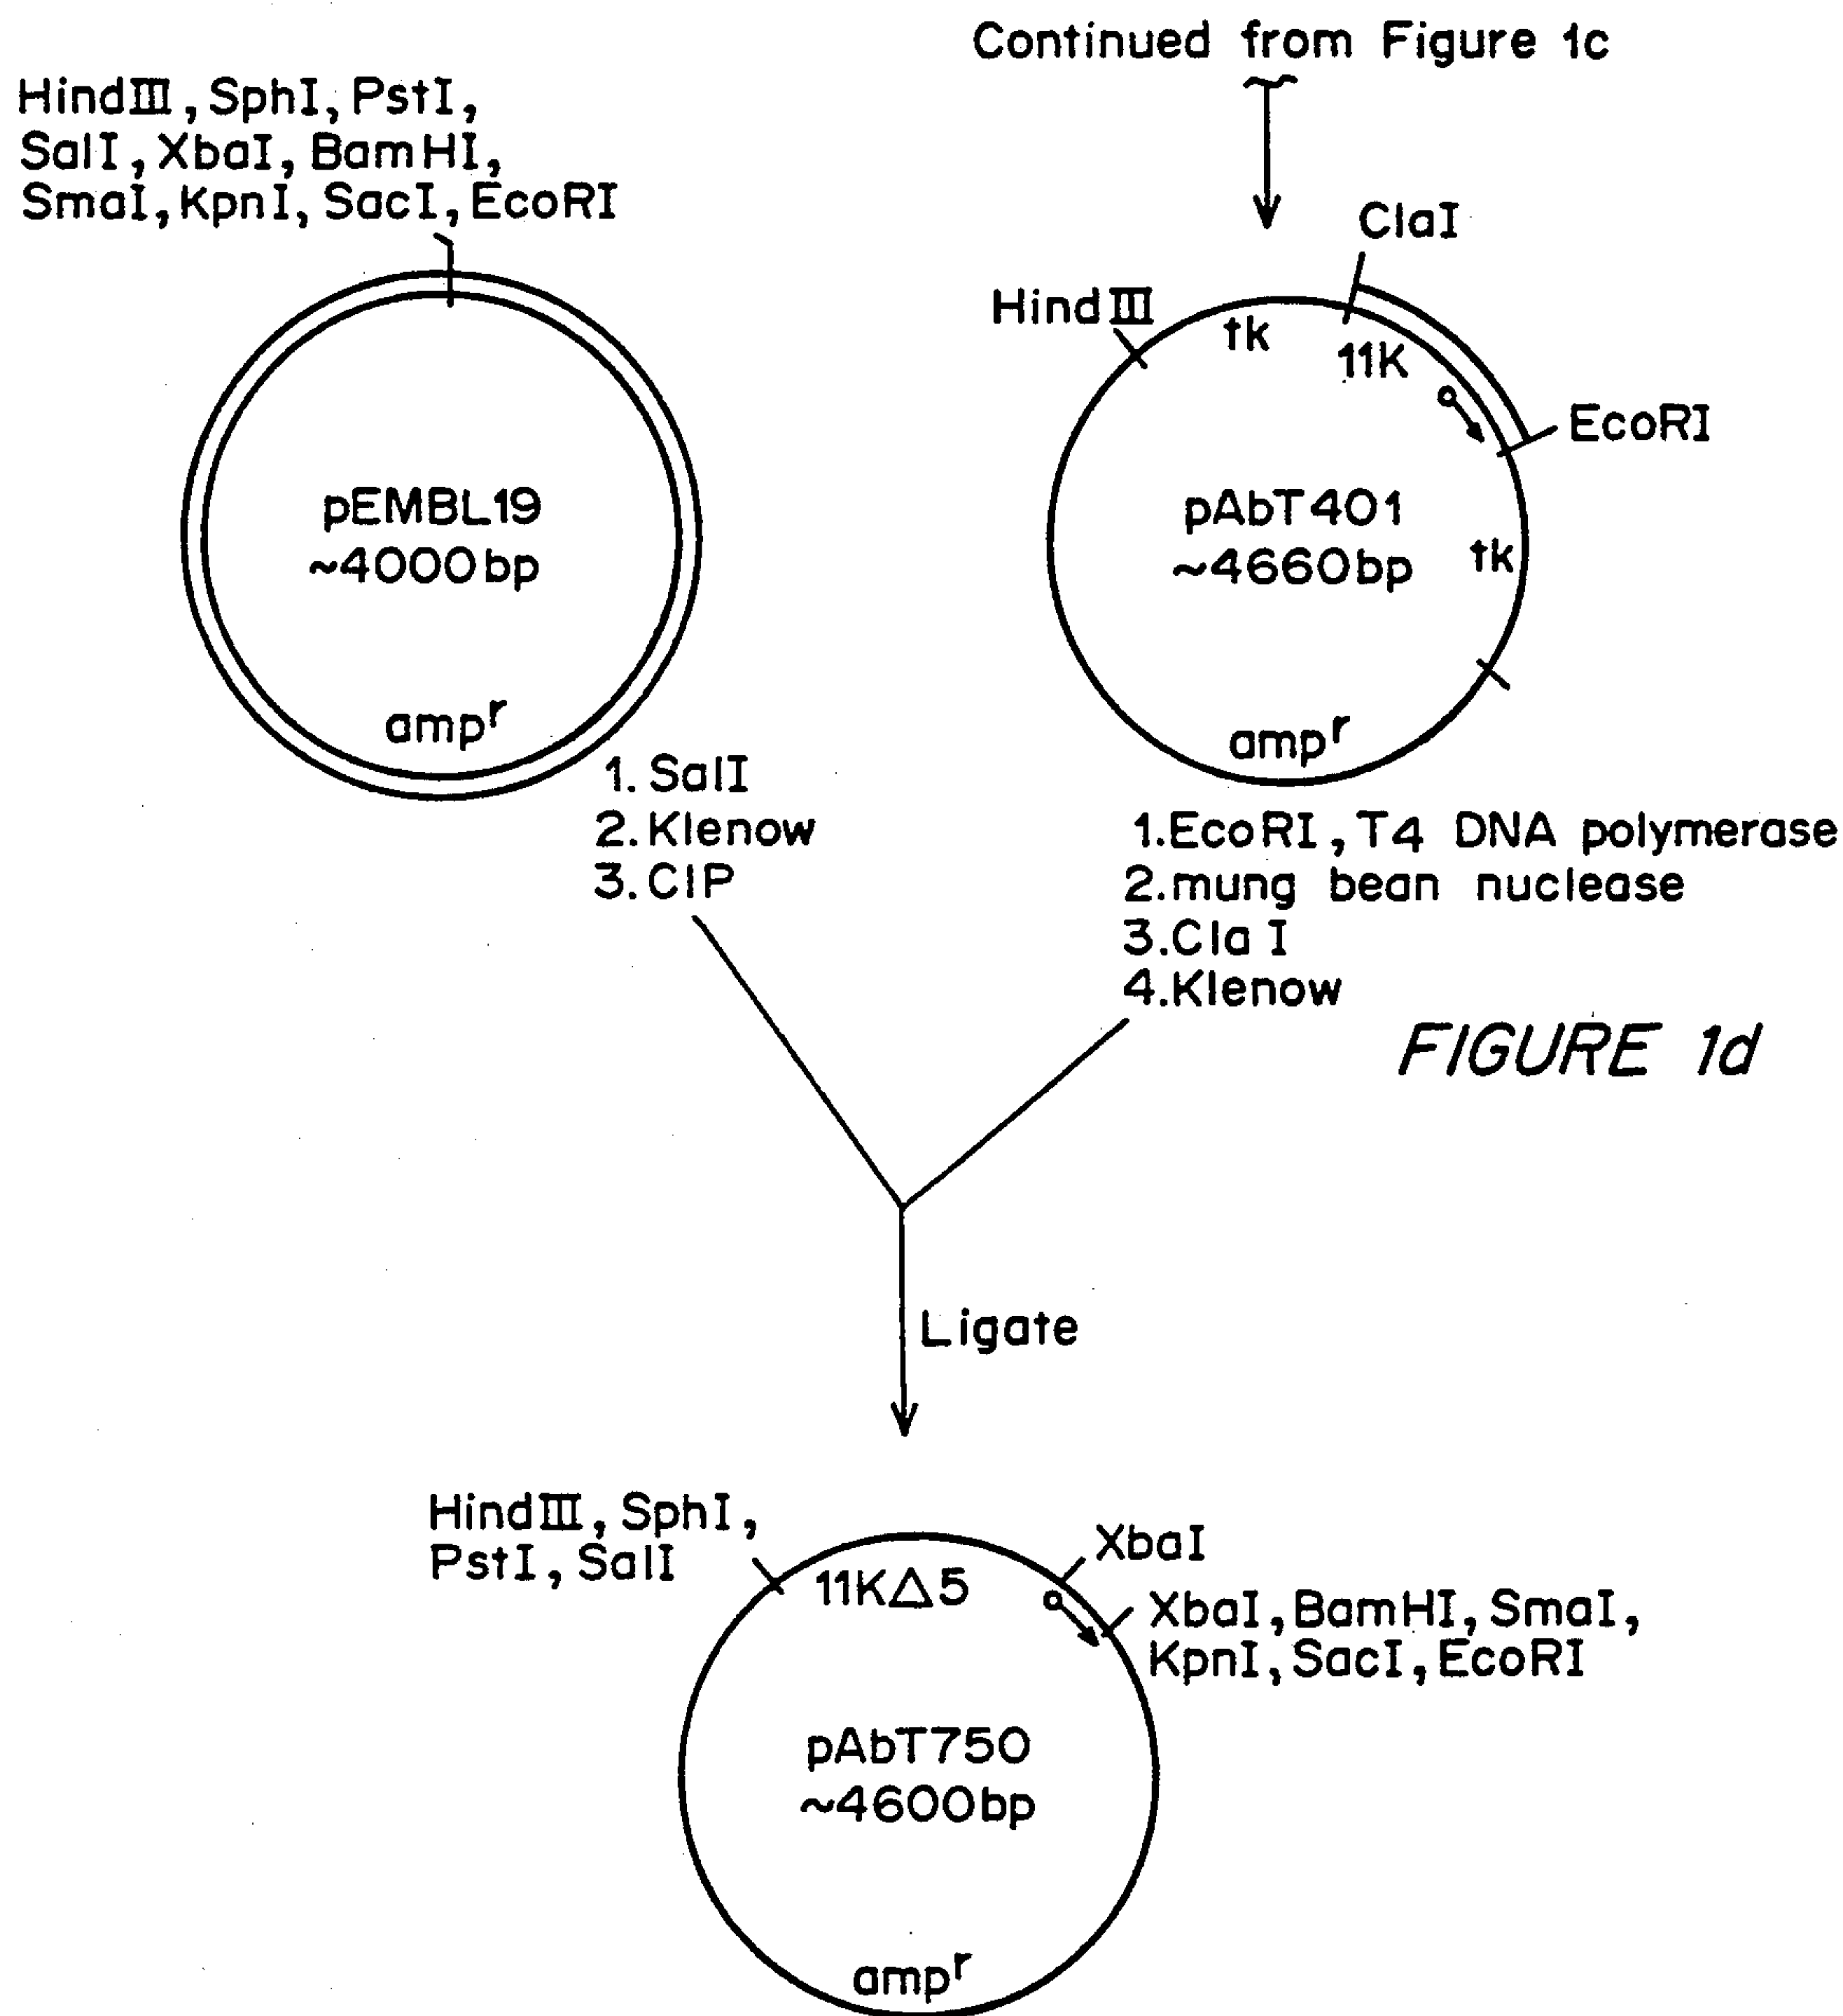 Continued from Figure 1c
HindIII, SphI, PstI,
SalI, XbaI, BamHI,
SmaI, KpnI, SacI, EcoRI
pEMBL19
~4000bp
amp^r
ClaI
HindIII
tk
11K
EcoRI
pAbT401
~4660bp
tk
amp^r
1. SalI
2. Klenow
3. CIP
1. EcoRI, T4 DNA polymerase
2. mung bean nuclease
3. Cla I
4. Klenow
FIGURE 1d
Ligate
HindIII, SphI,
PstI, SalI
11K△5
XbaI
XbaI, BamHI, SmaI,
KpnI, SacI, EcoRI
pAbT750
~4600bp
amp^r